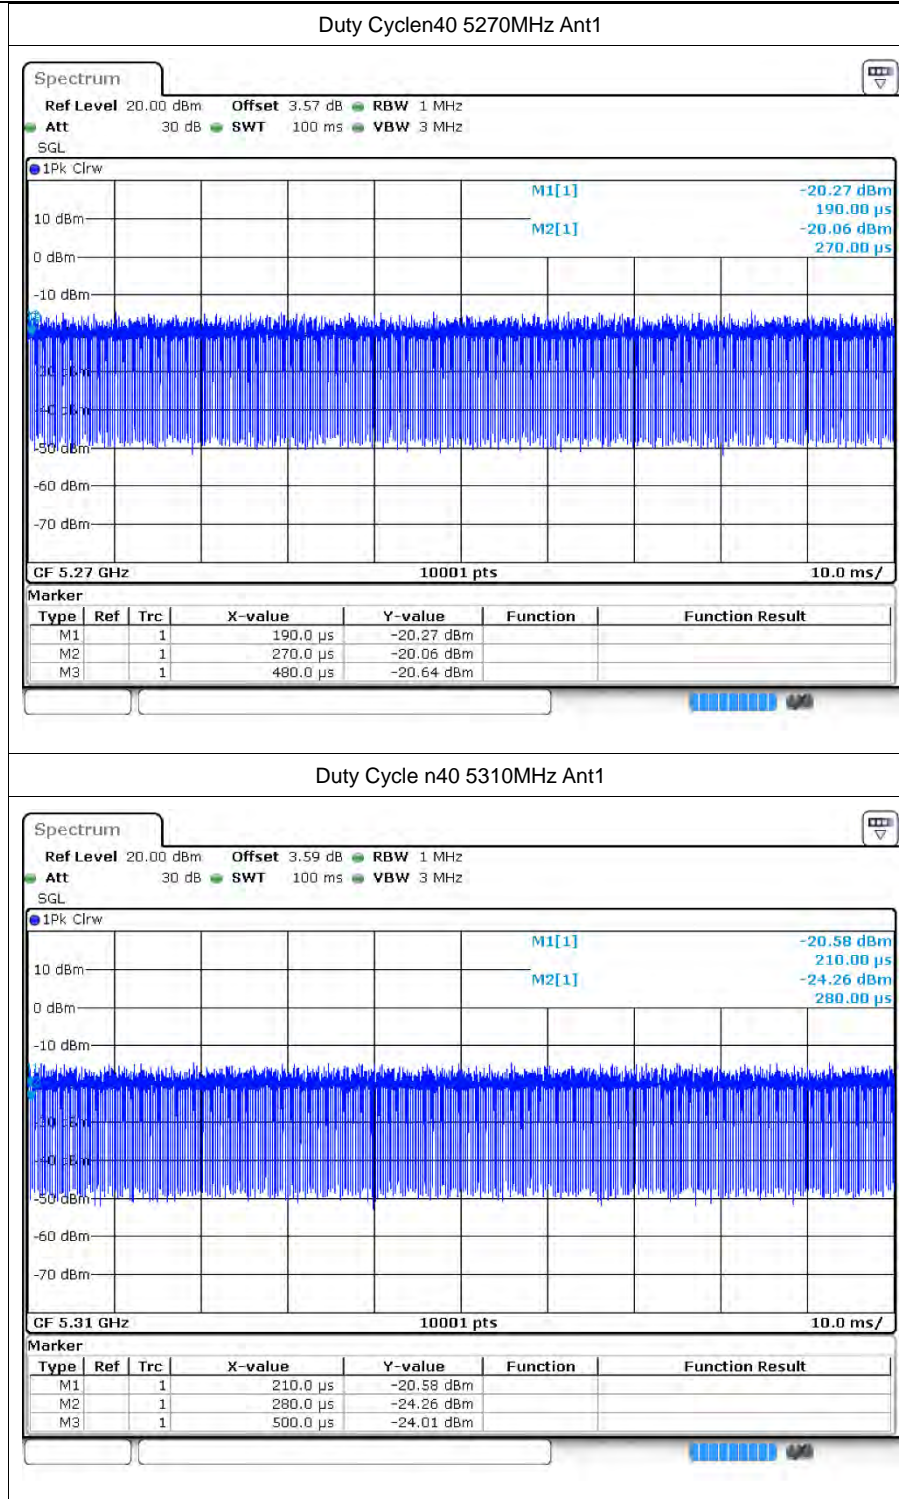 Duty Cyclen40 5270MHz Ant1
Spectrum
Ref Level 20.00 dBm Offset 3.57 dB RBW 1 MHz
Att 30 dB SWT 100 ms VBW 3 MHz
SGL
1Pk Clrw
M1[1] -20.27 dBm
190.00 µs
10 dBm
M2[1] -20.06 dBm
270.00 µs
0 dBm
-10 dBm
-50 dBm
-60 dBm
-70 dBm
CF 5.27 GHz 10001 pts 10.0 ms/
Marker
Type Ref Trc X-value Y-value Function Function Result
M1 1 190.0 µs -20.27 dBm
M2 1 270.0 µs -20.06 dBm
M3 1 480.0 µs -20.64 dBm
Duty Cycle n40 5310MHz Ant1
Spectrum
Ref Level 20.00 dBm Offset 3.59 dB RBW 1 MHz
Att 30 dB SWT 100 ms VBW 3 MHz
SGL
1Pk Clrw
M1[1] -20.58 dBm
210.00 µs
10 dBm
M2[1] -24.26 dBm
280.00 µs
0 dBm
-10 dBm
-50 dBm
-60 dBm
-70 dBm
CF 5.31 GHz 10001 pts 10.0 ms/
Marker
Type Ref Trc X-value Y-value Function Function Result
M1 1 210.0 µs -20.58 dBm
M2 1 280.0 µs -24.26 dBm
M3 1 500.0 µs -24.01 dBm